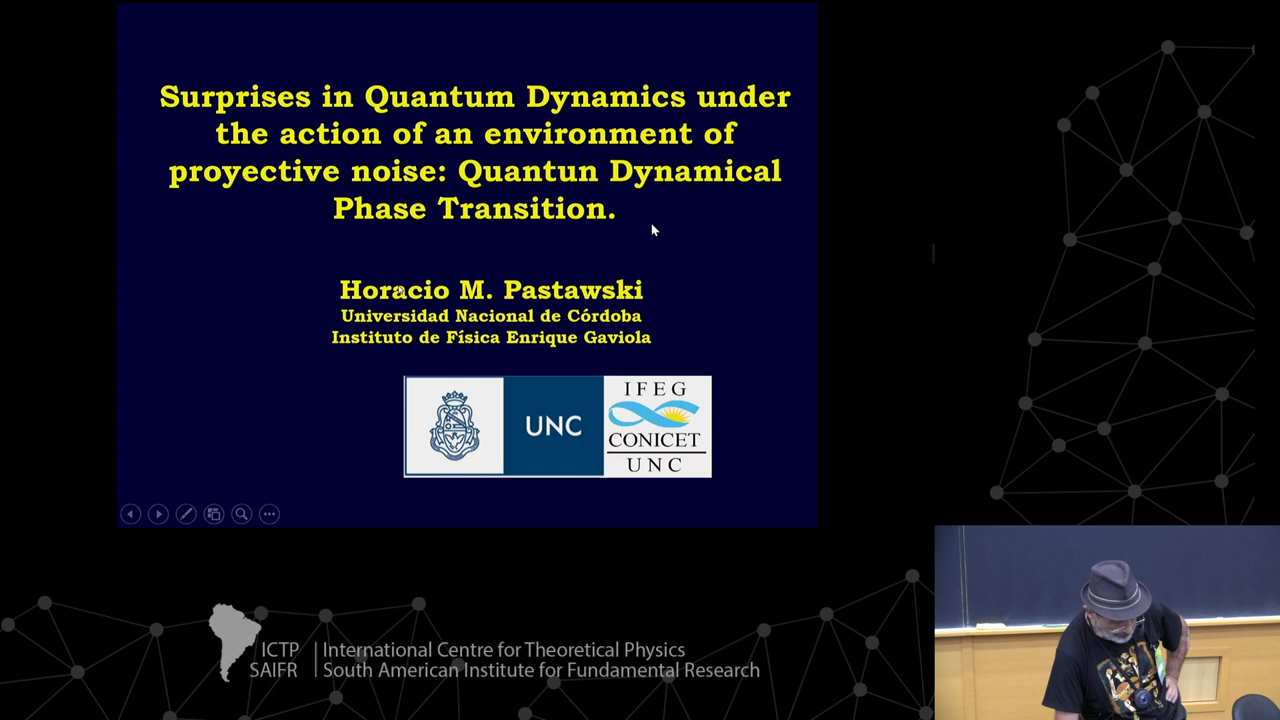 Surprises in Quantum Dynamics under
the action of an environment of
proyective noise: Quantun Dynamical
Phase Transition.
Horacio M. Pastawski
Universidad Nacional de Córdoba
Instituto de Física Enrique Gaviola
UNC
IFEG
CONICET
UNC
ICTP
SAIFR
International Centre for Theoretical Physics
South American Institute for Fundamental Research